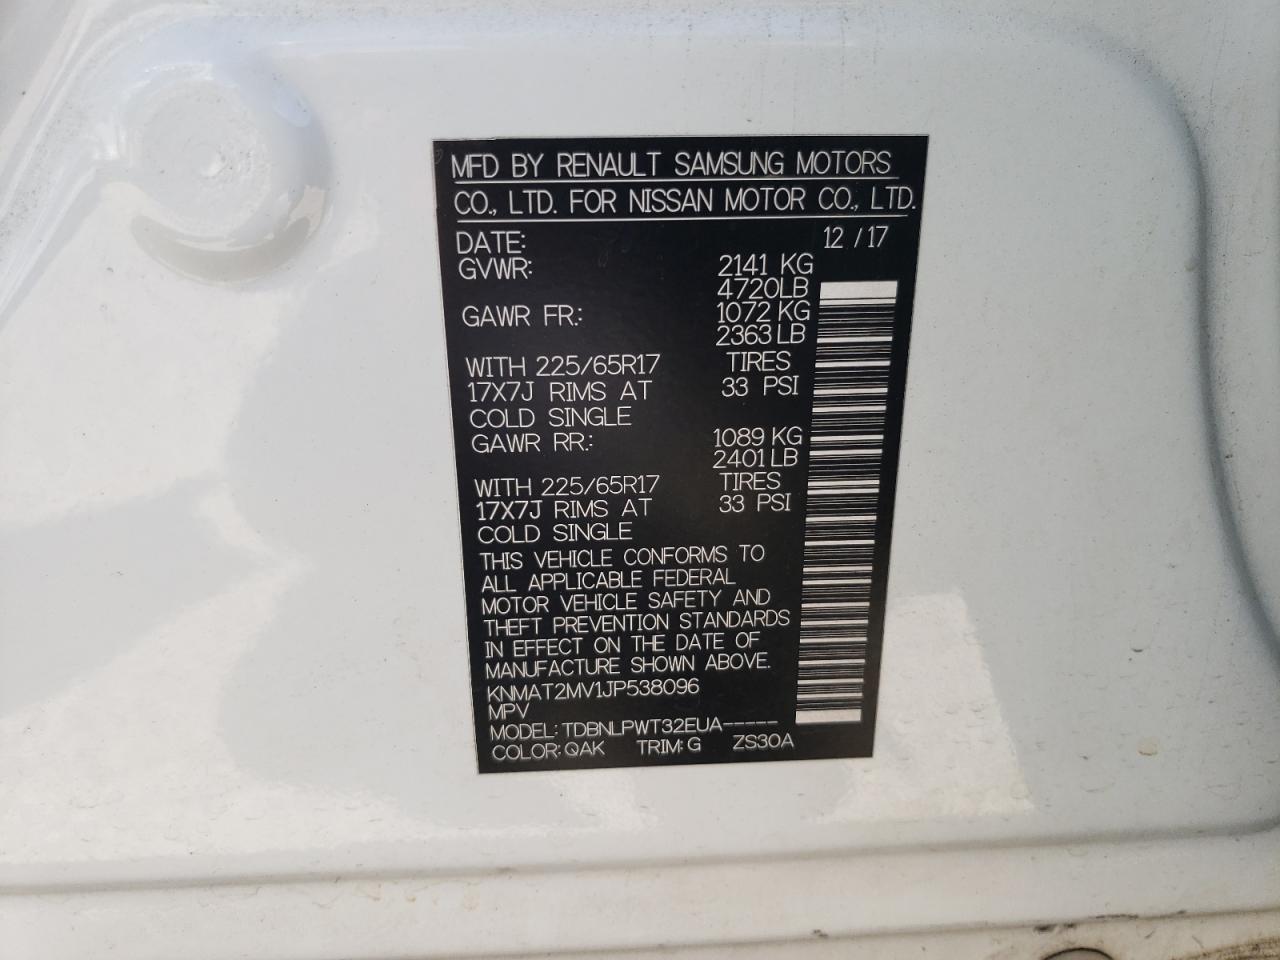 MFD BY RENAULT SAMSUNG MOTORS
CO., LTD. FOR NISSAN MOTOR CO., LTD.
DATE: 12 / 17
GVWR: 2141 KG
4720LB
GAWR FR.: 1072 KG
2363 LB
WITH 225/65R17 TIRES
17X7J RIMS AT 33 PSI
COLD SINGLE
GAWR RR.: 1089 KG
2401 LB
WITH 225/65R17 TIRES
17X7J RIMS AT 33 PSI
COLD SINGLE
THIS VEHICLE CONFORMS TO
ALL APPLICABLE FEDERAL
MOTOR VEHICLE SAFETY AND
THEFT PREVENTION STANDARDS
IN EFFECT ON THE DATE OF
MANUFACTURE SHOWN ABOVE.
KNMAT2MV1JP538096
MPV
MODEL: TDBNLPWT32EUA-----
COLOR: QAK TRIM: G ZS30A